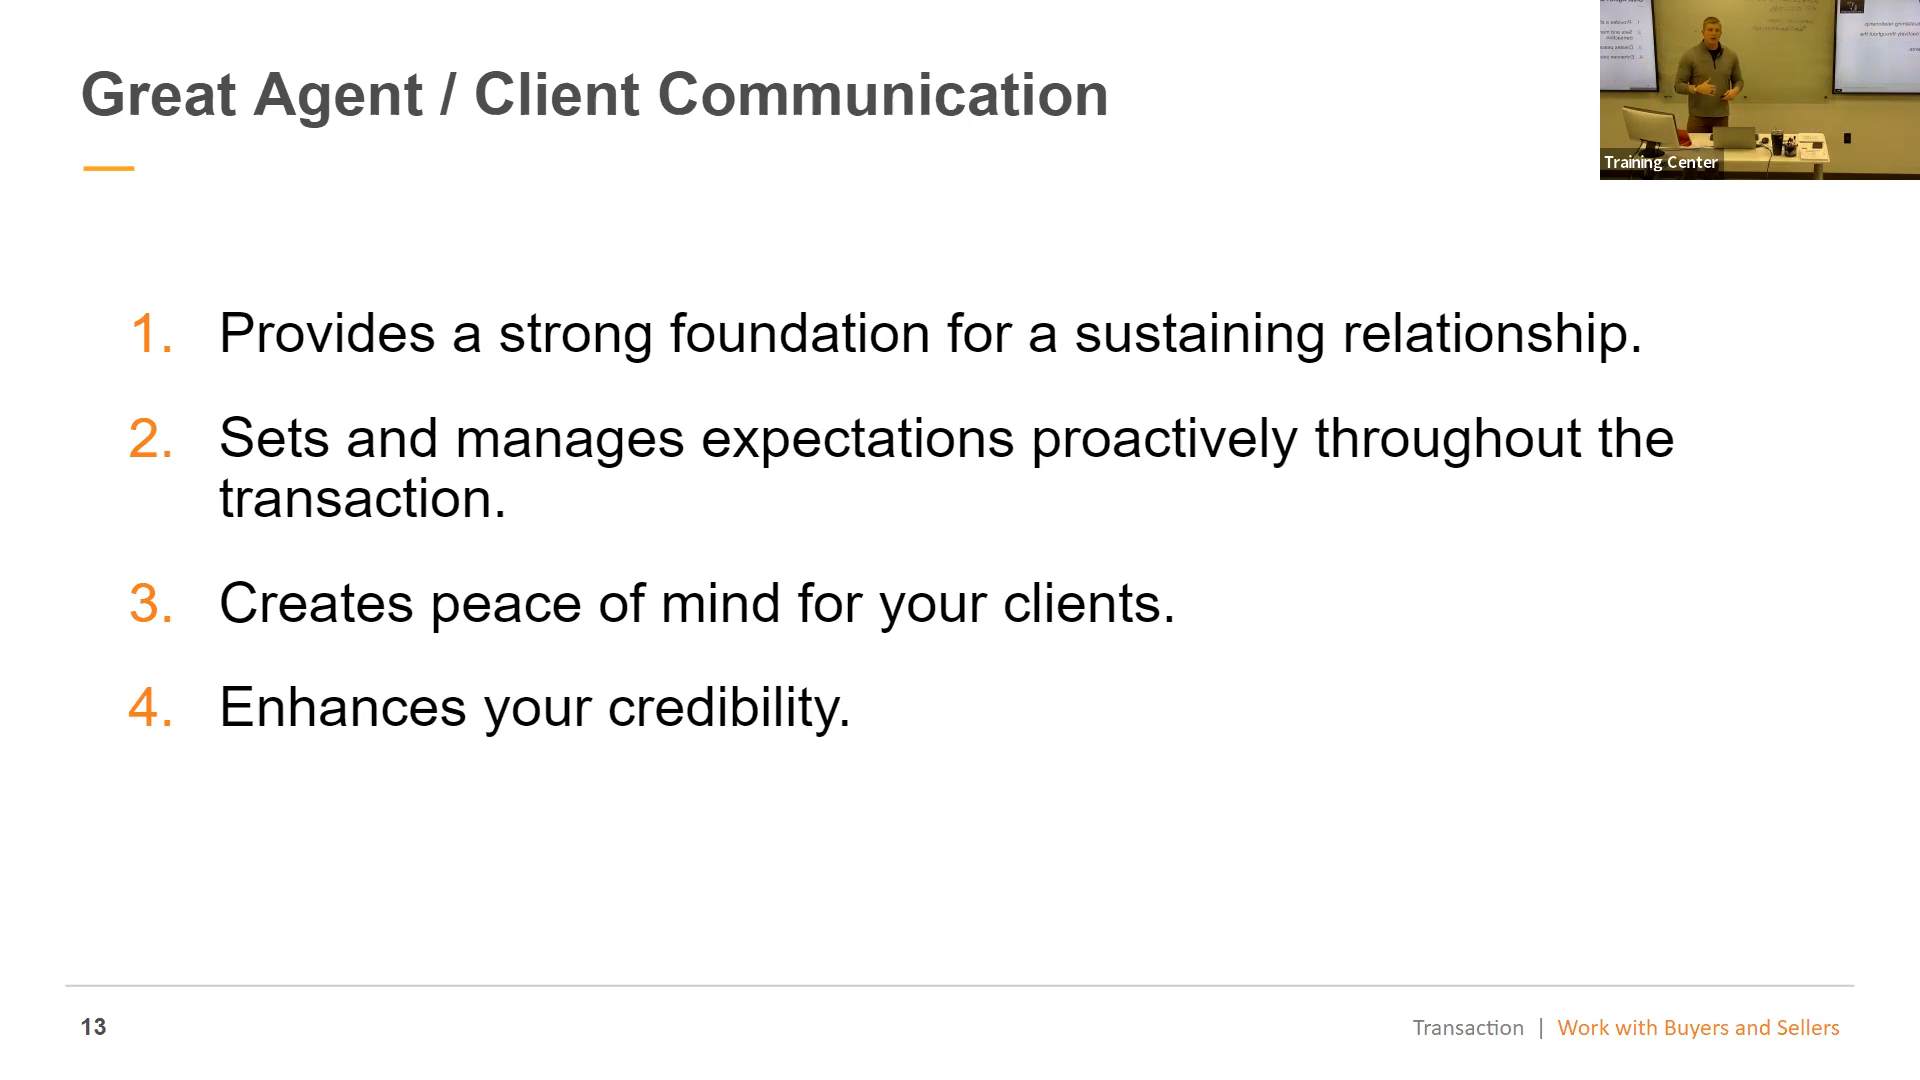 Great Agent / Client Communication
Training Center
1. Provides a strong foundation for a sustaining relationship.
2. Sets and manages expectations proactively throughout the
transaction.
3. Creates peace of mind for your clients.
4. Enhances your credibility.
13
Transaction | Work with Buyers and Sellers